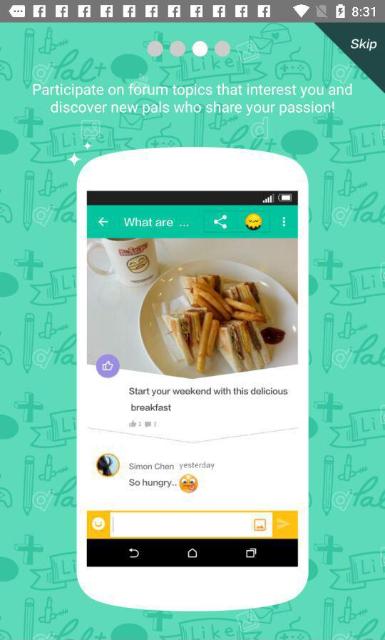 8:31
Skip
Participate on forum topics that interest you and
discover new pals who share your passion!
What are ...
Start your weekend with this delicious
breakfast
Simon Chen yesterday
So hungry..